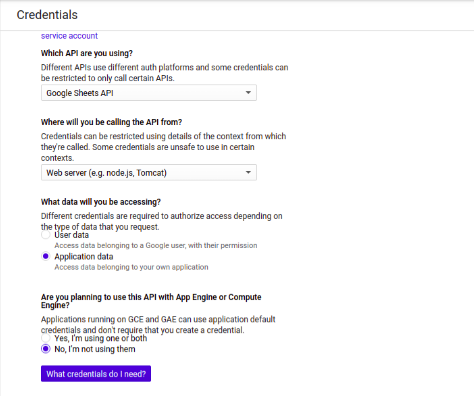 Credentials
service account
Which API are you using?
Different APIs use different auth platforms and some credentials can
be restricted to only call certain APIs.
Google Sheets API
Where will you be calling the API from?
Credentials can be restricted using details of the context from which
they're called. Some credentials are unsafe to use in certain
contexts.
Web server (e.g. node.js, Tomcat)
What data will you be accessing?
Different credentials are required to authorize access depending on
the type of data that you request.
User data
Access data belonging to a Google user, with their permission
Application data
Access data belonging to your own application
Are you planning to use this API with App Engine or Compute
Engine?
Applications running on GCE and GAE can use application default
credentials and don't require that you create a credential.
Yes, I'm using one or both
No, I'm not using them
What credentials do I need?